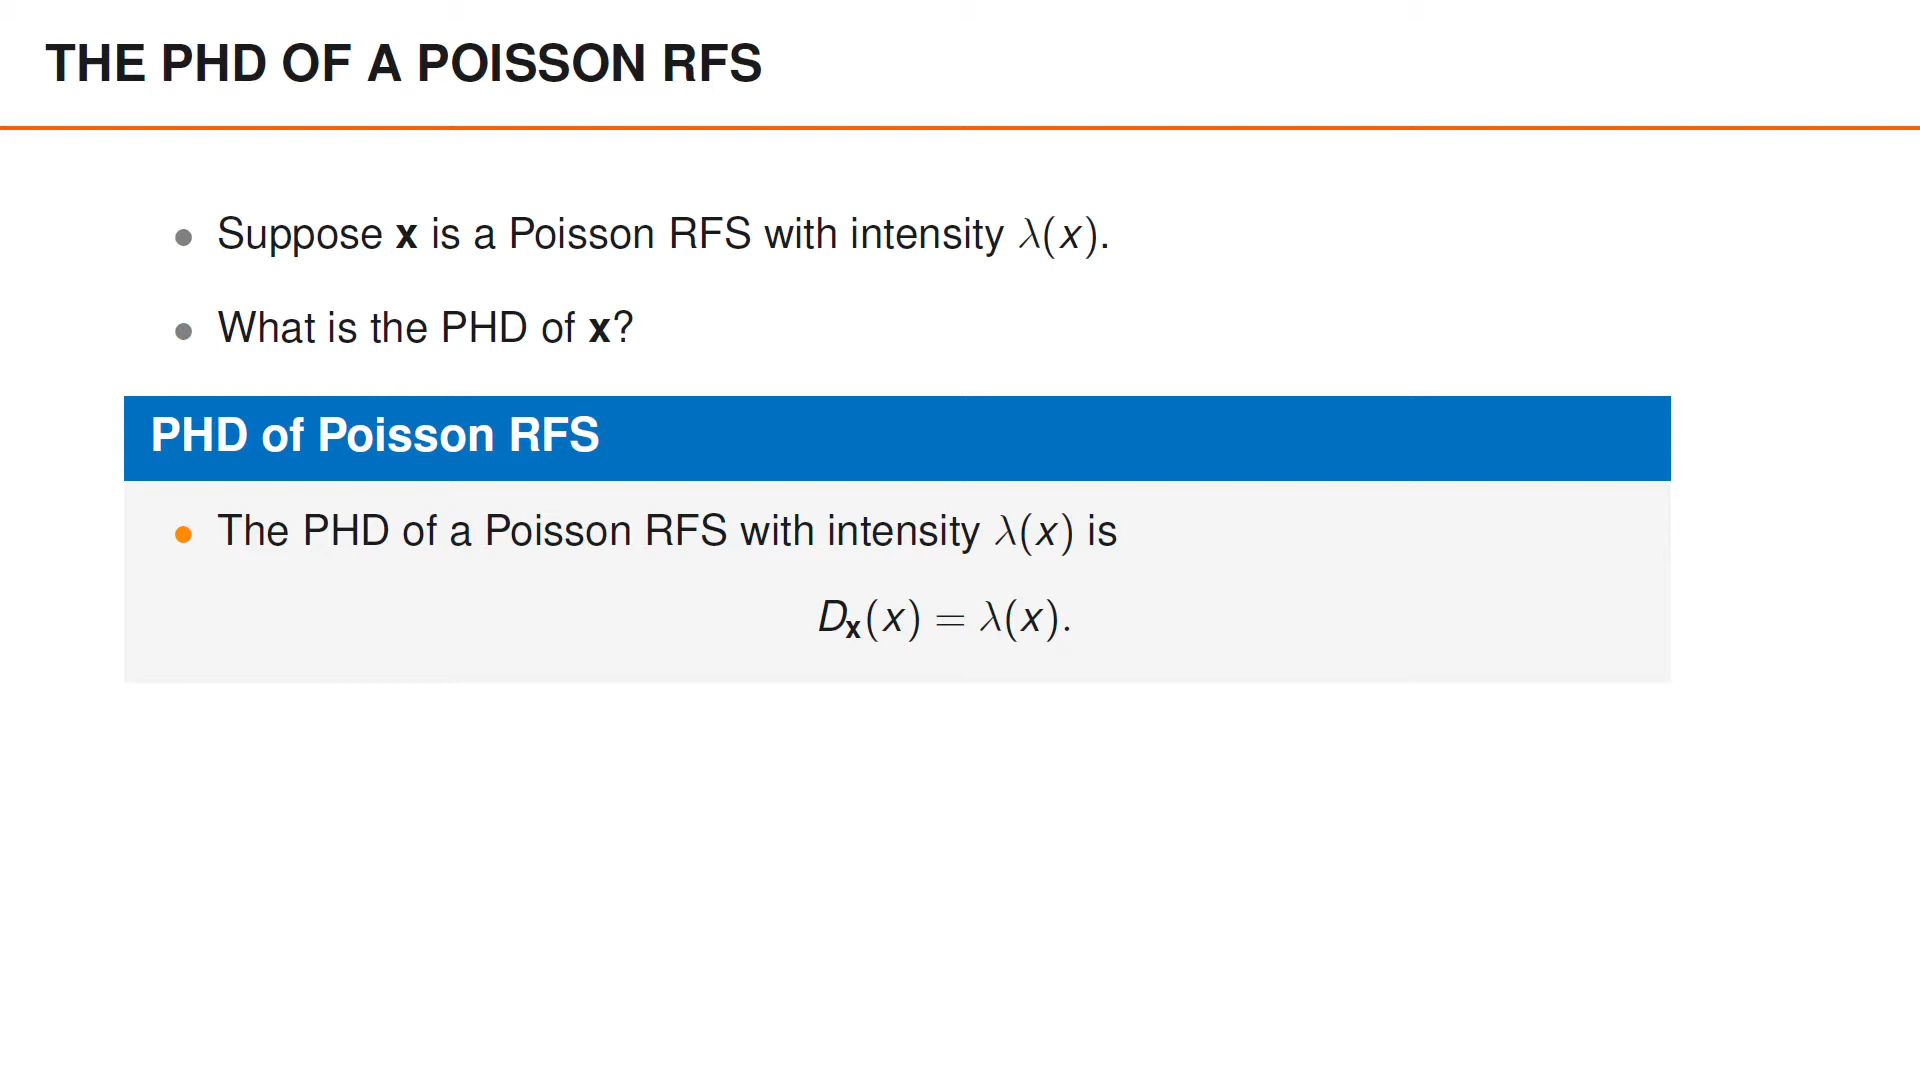 THE PHD OF A POISSON RFS
• Suppose x is a Poisson RFS with intensity λ(x).
• What is the PHD of x?
PHD of Poisson RFS
• The PHD of a Poisson RFS with intensity λ(x) is
Dₓ(x) = λ(x).